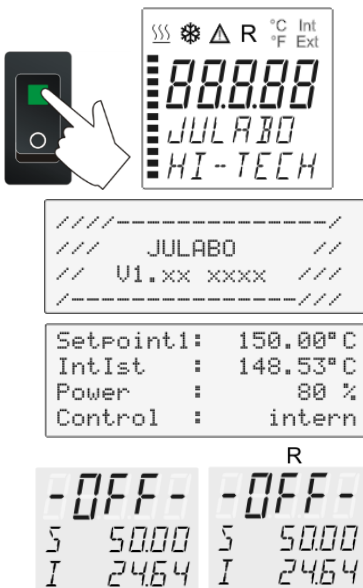 R °C Int
°F Ext
88888
JULABO
HI-TECH
////--------------/
/// JULABO //
// V1.xx xxxx ///
/--------------///
Setpoint1: 150.00°C
IntIst : 148.53°C
Power : 80 %
Control : intern
-OFF-
S 50.00
I 24.64
R
-OFF-
S 50.00
I 24.64